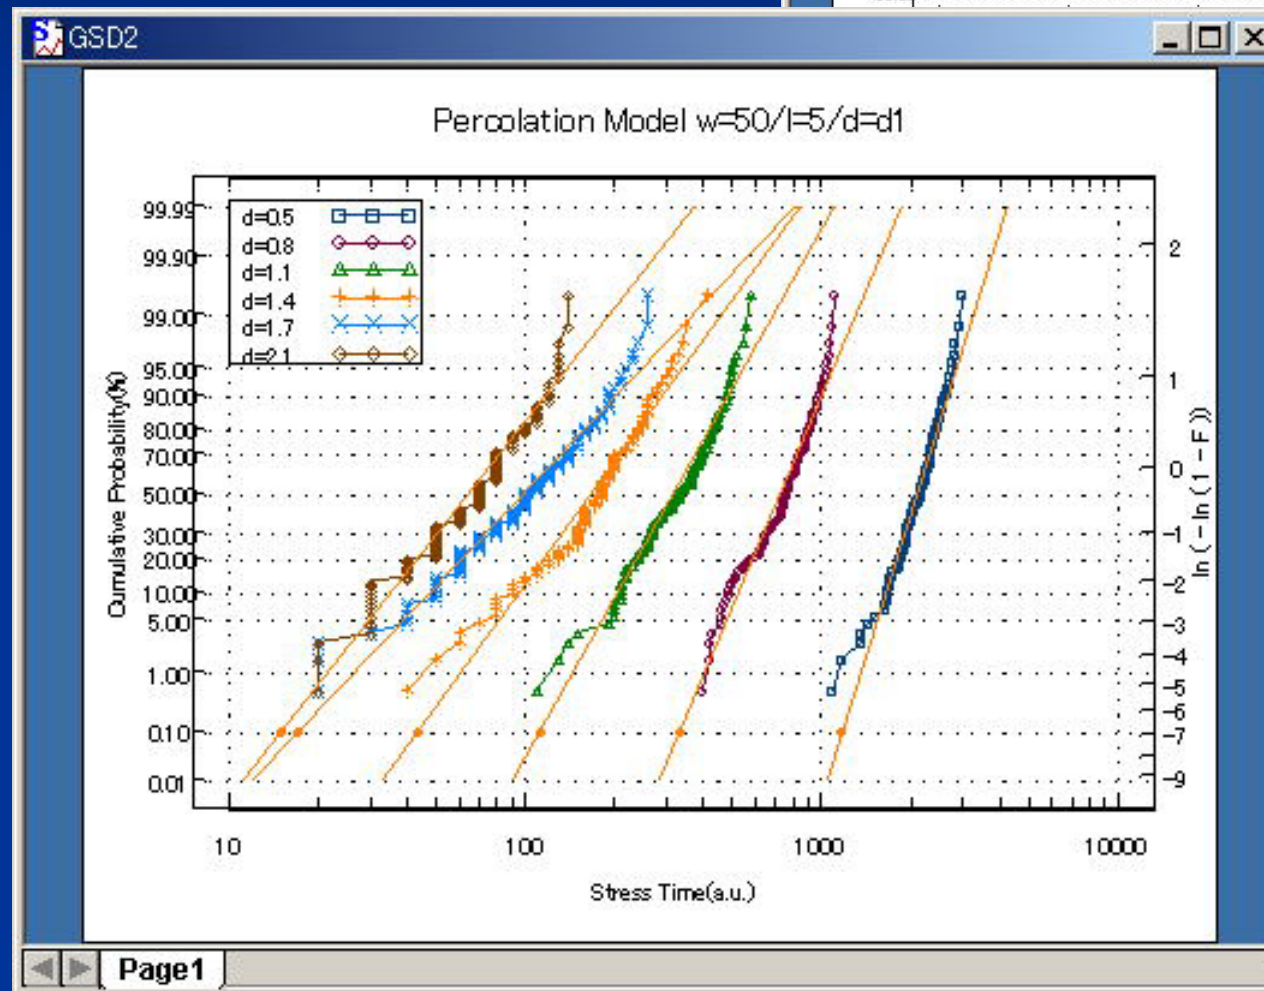 GSD2
Percolation Model w=50/l=5/d=d1
99.99
99.90
99.00
95.00
90.00
80.00
70.00
50.00
30.00
20.00
10.00
5.00
1.00
0.10
0.01
Cumulative Probability(%)
d=0.5
d=0.8
d=1.1
d=1.4
d=1.7
d=2.1
2
1
0
-1
-2
-3
-4
-5
-6
-7
-9
ln(-ln(1-F))
10
100
1000
10000
Stress Time(a.u.)
Page1